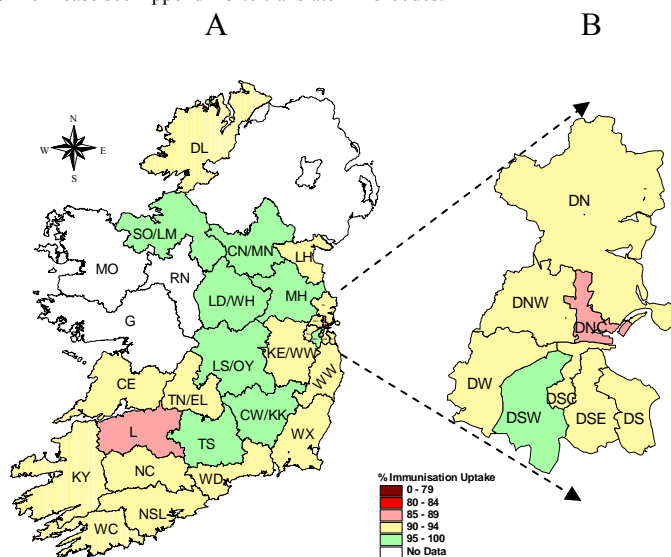 A B
N
W E
S
DL
SO/LM
CN/MN
LH
MO
RN
LD/WH
MH
G
LS/OY
KE/WW
WW
CE
TN/EL
CW/KK
L
TS
WX
KY
NC
WD
WC
NSL
DN
DNW
DNC
DW
DSW
DSC
DSE
DS
% Immunisation Uptake
0 - 79
80 - 84
85 - 89
90 - 94
95 - 100
No Data